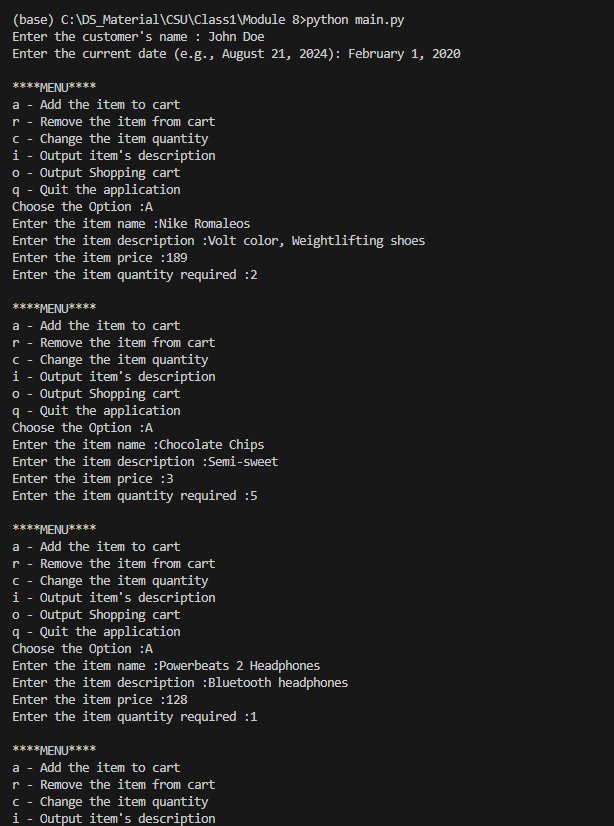 (base) C:\DS_Material\CSU\Class1\Module 8>python main.py
Enter the customer's name : John Doe
Enter the current date (e.g., August 21, 2024): February 1, 2020
****MENU****
a - Add the item to cart
r - Remove the item from cart
c - Change the item quantity
i - Output item's description
o - Output Shopping cart
q - Quit the application
Choose the Option :A
Enter the item name :Nike Romaleos
Enter the item description :Volt color, Weightlifting shoes
Enter the item price :189
Enter the item quantity required :2
****MENU****
a - Add the item to cart
r - Remove the item from cart
c - Change the item quantity
i - Output item's description
o - Output Shopping cart
q - Quit the application
Choose the Option :A
Enter the item name :Chocolate Chips
Enter the item description :Semi-sweet
Enter the item price :3
Enter the item quantity required :5
****MENU****
a - Add the item to cart
r - Remove the item from cart
c - Change the item quantity
i - Output item's description
o - Output Shopping cart
q - Quit the application
Choose the Option :A
Enter the item name :Powerbeats 2 Headphones
Enter the item description :Bluetooth headphones
Enter the item price :128
Enter the item quantity required :1
****MENU****
a - Add the item to cart
r - Remove the item from cart
c - Change the item quantity
i - Output item's description